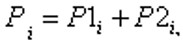 P_i = P1_i + P2_i,